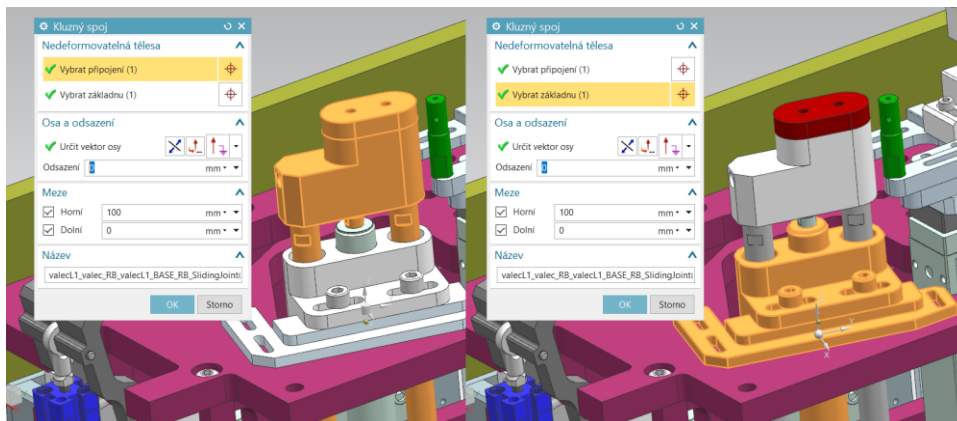 Kluzný spoj
Nedeformovatelná tělesa
Vybrat připojení (1)
Vybrat základnu (1)
Osa a odsazení
Určit vektor osy
Odsazení 0 mm
Meze
Horní 100 mm
Dolní 0 mm
Název
valecL1_valec_RB_valecL1_BASE_RB_SlidingJoint(
OK Storno
Kluzný spoj
Nedeformovatelná tělesa
Vybrat připojení (1)
Vybrat základnu (1)
Osa a odsazení
Určit vektor osy
Odsazení 0 mm
Meze
Horní 100 mm
Dolní 0 mm
Název
valecL1_valec_RB_valecL1_BASE_RB_SlidingJoint(
OK Storno
Y
X